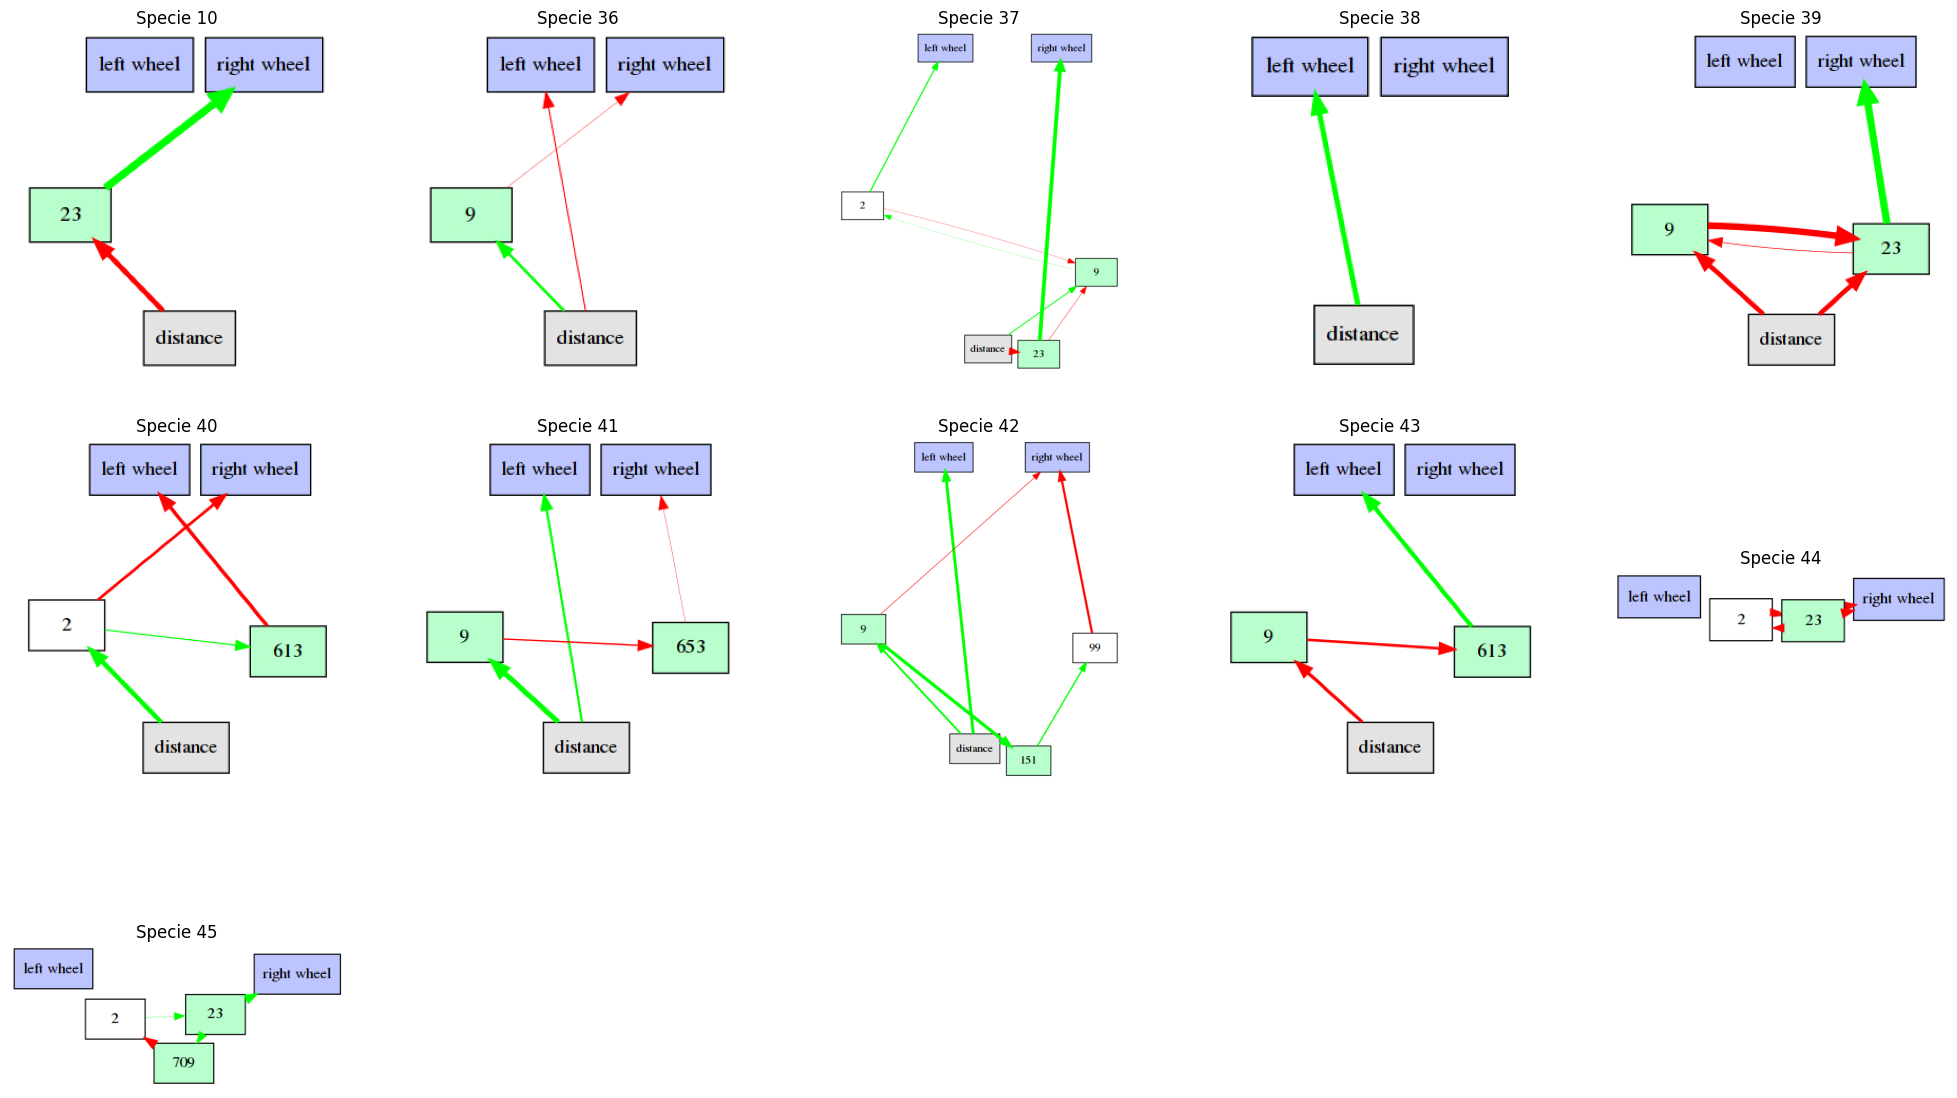 Specie 10
left wheel
right wheel
23
distance
Specie 36
left wheel
right wheel
9
distance
Specie 37
left wheel
right wheel
2
9
distance
23
Specie 38
left wheel
right wheel
distance
Specie 39
left wheel
right wheel
9
23
distance
Specie 40
left wheel
right wheel
2
613
distance
Specie 41
left wheel
right wheel
9
653
distance
Specie 42
left wheel
right wheel
9
99
distance
151
Specie 43
left wheel
right wheel
9
613
distance
Specie 44
left wheel
2
23
right wheel
Specie 45
left wheel
right wheel
2
23
709